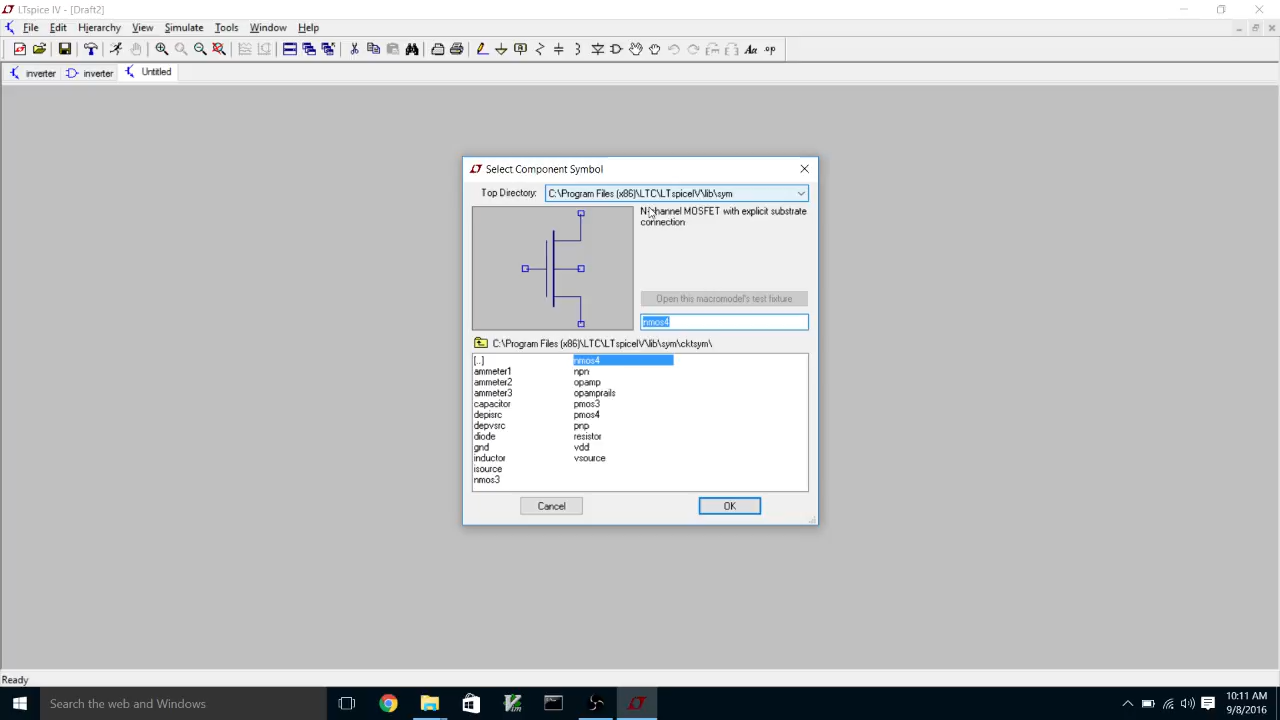 LTspice IV - [Draft2]
File Edit Hierarchy View Simulate Tools Window Help
Aa .op
inverter inverter Untitled
Select Component Symbol
Top Directory: C:\Program Files (x86)\LTC\LTspiceIV\lib\sym
N-channel MOSFET with explicit substrate
connection
Open this macromodel's test fixture
nmos4
C:\Program Files (x86)\LTC\LTspiceIV\lib\sym\cktsym\
[..] nmos4
ammeter1 npn
ammeter2 opamp
ammeter3 opamprails
capacitor pmos3
depisrc pmos4
depvsrc pnp
diode resistor
gnd vdd
inductor vsource
isource
nmos3
Cancel OK
Ready
Search the web and Windows
10:11 AM
9/8/2016